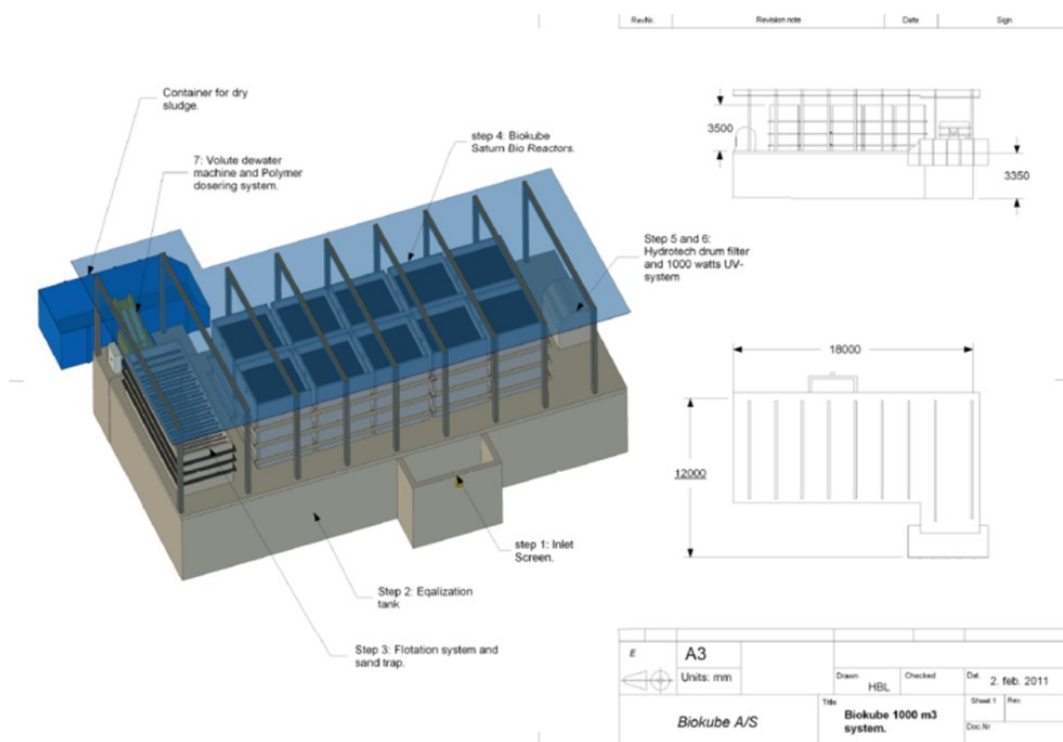 Rev.Nr.
Revision note
Date
Sign
Container for dry
sludge.
7: Volute dewater
machine and Polymer
dosering system.
step 4: Biokube
Saturn Bio Reactors.
Step 5 and 6:
Hydrotech drum filter
and 1000 watts UV-
system
step 1: Inlet
Screen.
Step 2: Eqalization
tank
Step 3: Flotation system and
sand trap.
3500
3350
18000
12000
E
A3
Units: mm
Drawn
HBL
Checked
Dat.
2. feb. 2011
Biokube A/S
Title
Biokube 1000 m3
system.
Sheet 1
Rev.
Doc.Nr